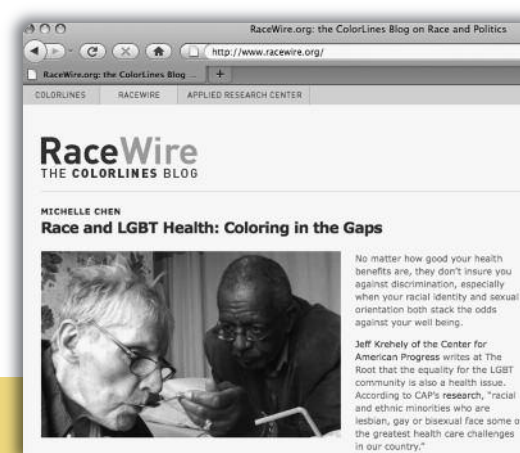 RaceWire.org: the ColorLines Blog on Race and Politics
http://www.racewire.org/
RaceWire.org: the ColorLines Blog ... +
COLORLINES RACEWIRE APPLIED RESEARCH CENTER
RaceWire
THE COLORLINES BLOG
MICHELLE CHEN
Race and LGBT Health: Coloring in the Gaps
No matter how good your health
benefits are, they don't insure you
against discrimination, especially
when your racial identity and sexual
orientation both stack the odds
against your well being.
Jeff Krehely of the Center for
American Progress writes at The
Root that the equality for the LGBT
community is also a health issue.
According to CAP's research, "racial
and ethnic minorities who are
lesbian, gay or bisexual face some o
the greatest health care challenges
in our country."